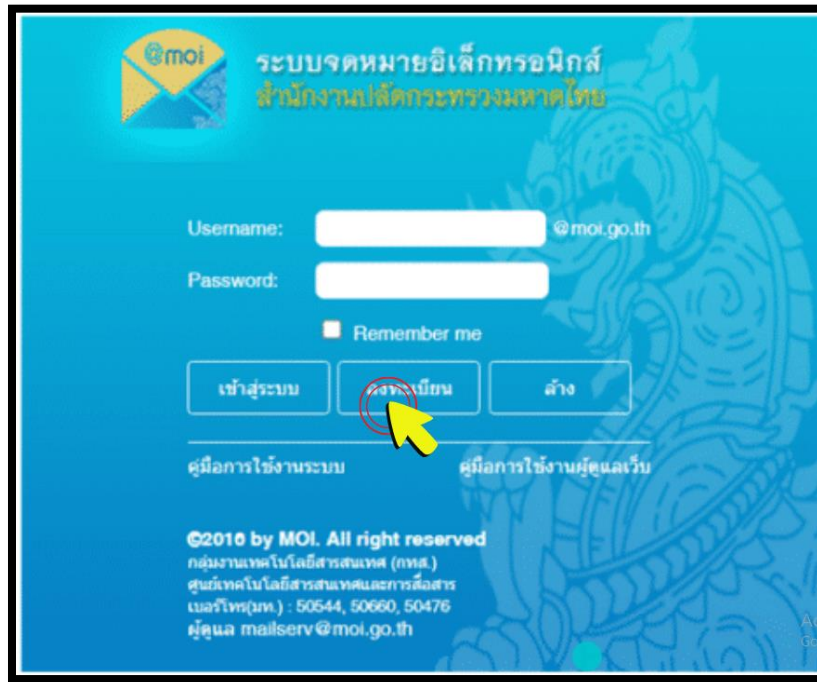 @moi
ระบบจดหมายอิเล็กทรอนิกส์
สำนักงานปลัดกระทรวงมหาดไทย
Username: @moi.go.th
Password:
Remember me
เข้าสู่ระบบ ลงทะเบียน ล้าง
คู่มือการใช้งานระบบ คู่มือการใช้งานผู้ดูแลเว็บ
©2016 by MOI. All right reserved
กลุ่มงานเทคโนโลยีสารสนเทศ (กทส.)
ศูนย์เทคโนโลยีสารสนเทศและการสื่อสาร
เบอร์โทร(มท.) : 50544, 50660, 50476
ผู้ดูแล mailserv@moi.go.th